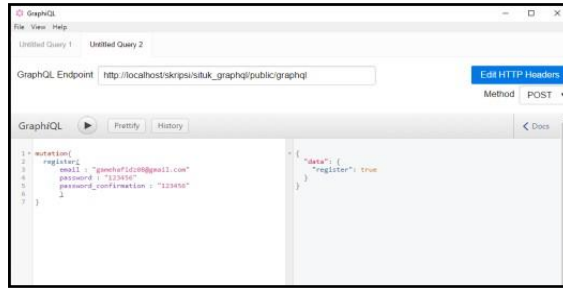 GraphiQL
File View Help
Untitled Query 1 Untitled Query 2
GraphQL Endpoint http://localhost/skripsi/situk_graphql/public/graphql
Edit HTTP Headers
Method POST
GraphiQL Prettify History Docs
1 mutation{
2 register(
3 email : "gamehafidz06@gmail.com"
4 password : "123456"
5 password_confirmation : "123456"
6 )
7 }
{
"data": {
"register": true
}
}